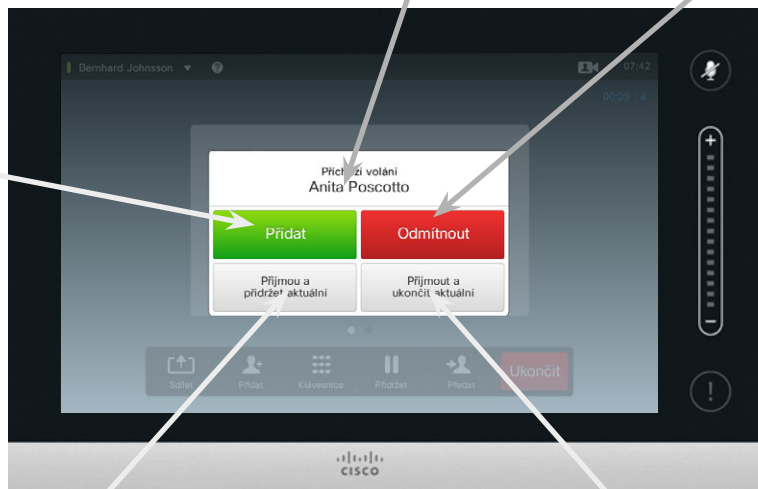 Bernhard Johnsson
?
07:42
00:09
Příchozí volání
Anita Poscotto
Přidat
Odmítnout
Přijmou a
přidržet aktuální
Přijmout a
ukončit aktuální
Sdílet
Přidat
Klávesnice
Přidržet
Předat
Ukončit
+
−
!
CISCO